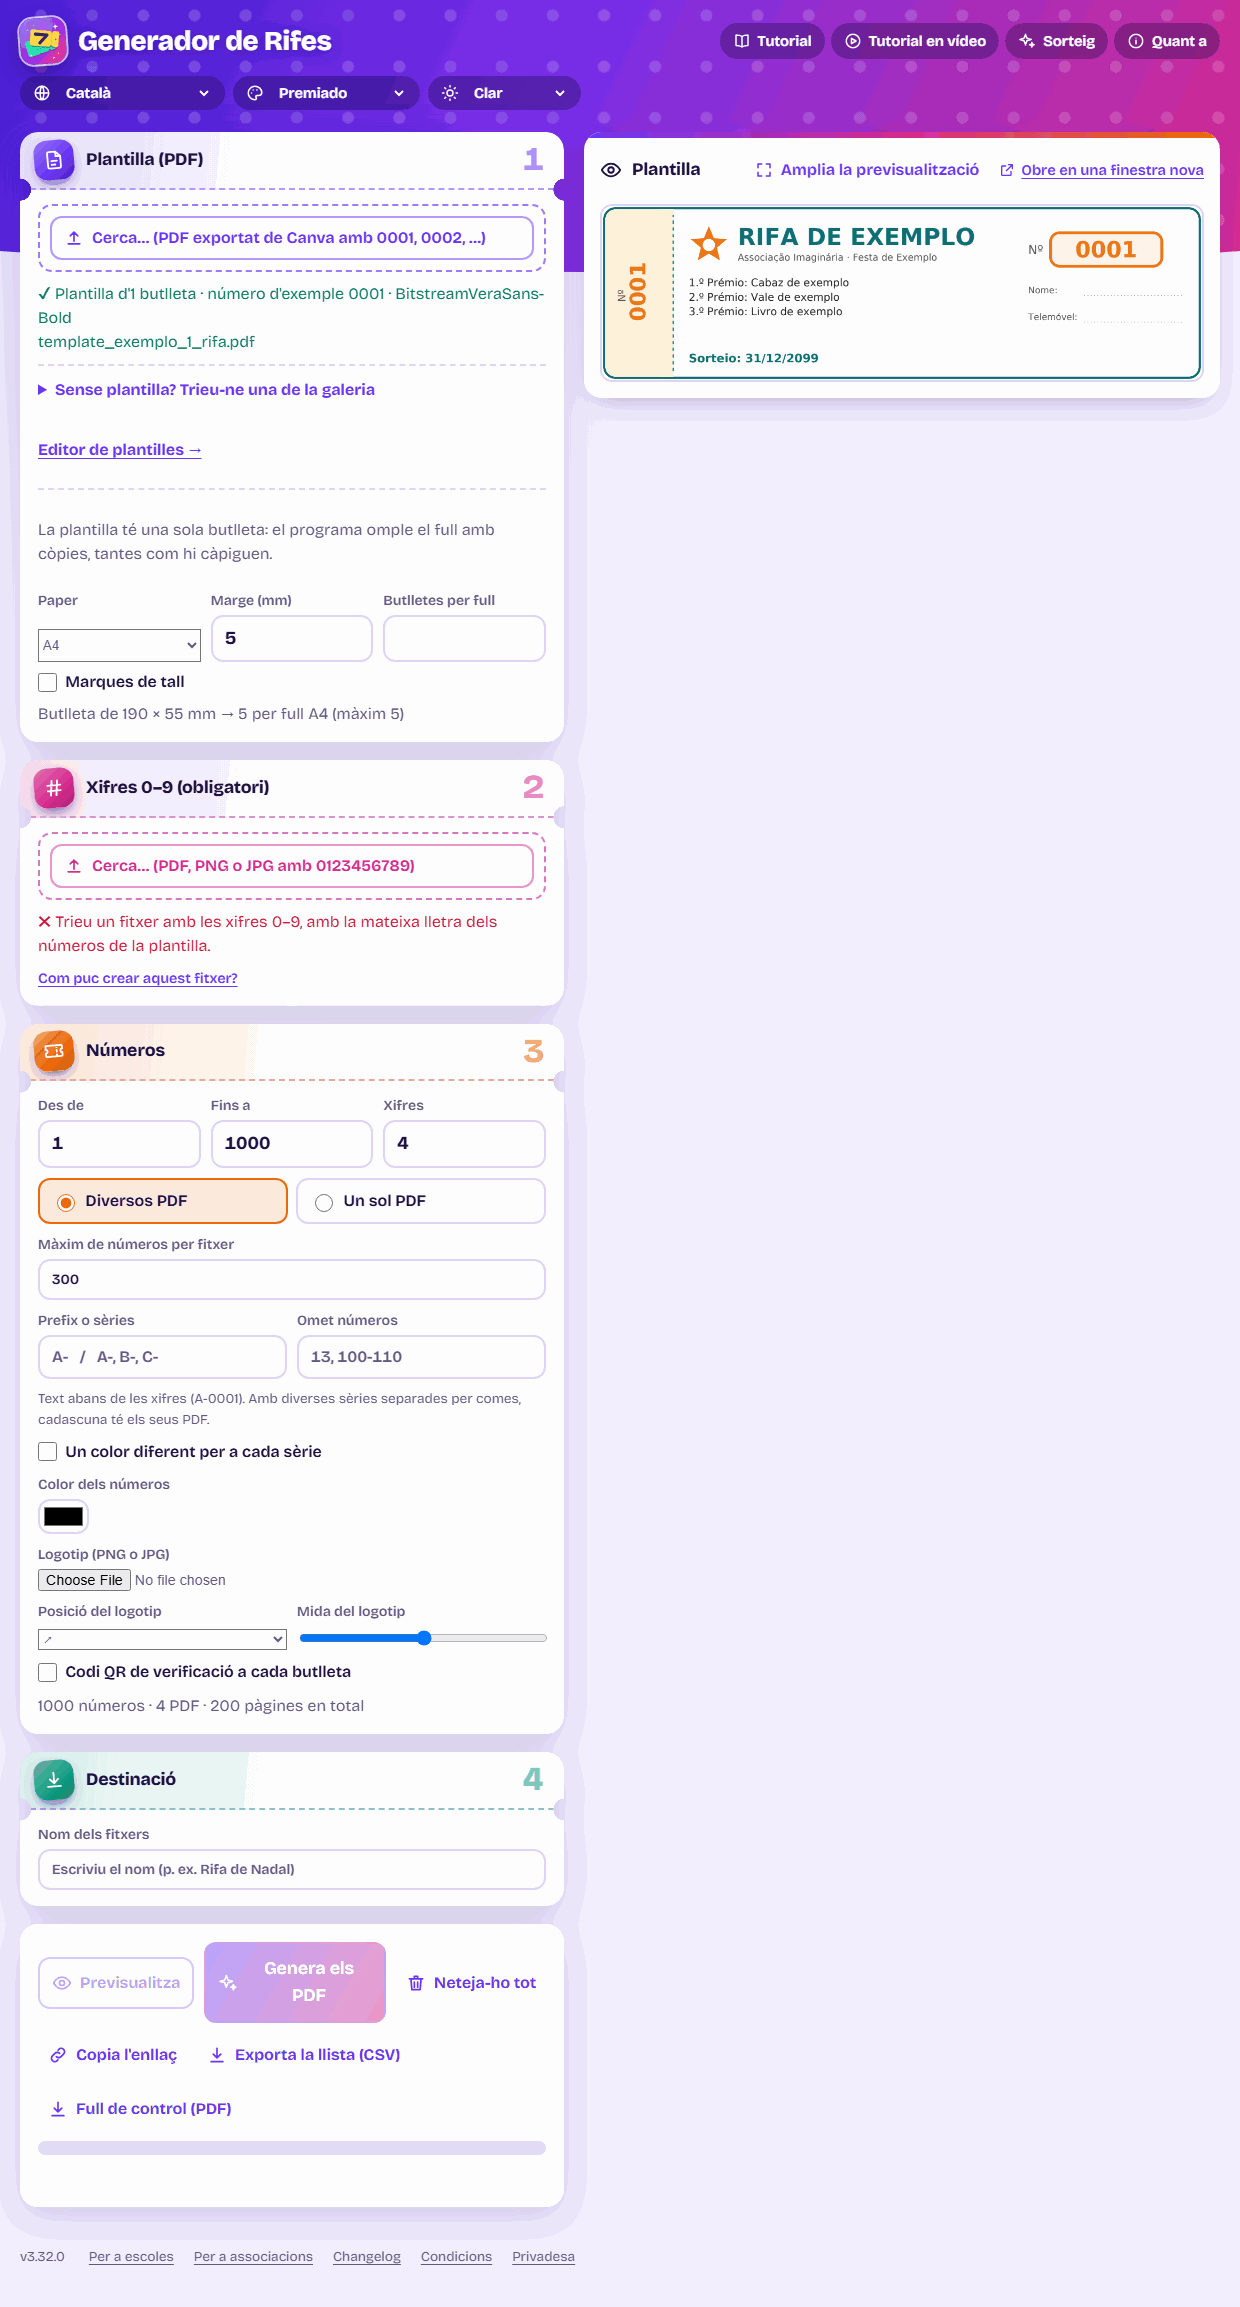 Generador de Rifes
Tutorial
Tutorial en vídeo
Sorteig
Quant a
Català
Premiado
Clar
Plantilla (PDF)
1
Cerca... (PDF exportat de Canva amb 0001, 0002, ...)
✓ Plantilla d'1 butlleta · número d'exemple 0001 · BitstreamVeraSans-
Bold
template_exemplo_1_rifa.pdf
Sense plantilla? Trieu-ne una de la galeria
Editor de plantilles →
La plantilla té una sola butlleta: el programa omple el full amb
còpies, tantes com hi càpiguen.
Paper
Marge (mm)
Butlletes per full
A4
5
Marques de tall
Butlleta de 190 × 55 mm → 5 per full A4 (màxim 5)
Xifres 0–9 (obligatori)
2
Cerca... (PDF, PNG o JPG amb 0123456789)
✕ Trieu un fitxer amb les xifres 0–9, amb la mateixa lletra dels
números de la plantilla.
Com puc crear aquest fitxer?
Números
3
Des de
Fins a
Xifres
1
1000
4
Diversos PDF
Un sol PDF
Màxim de números per fitxer
300
Prefix o sèries
Omet números
A- / A-, B-, C-
13, 100-110
Text abans de les xifres (A-0001). Amb diverses sèries separades per comes,
cadascuna té els seus PDF.
Un color diferent per a cada sèrie
Color dels números
Logotip (PNG o JPG)
Choose File No file chosen
Posició del logotip
Mida del logotip
↗
Codi QR de verificació a cada butlleta
1000 números · 4 PDF · 200 pàgines en total
Destinació
4
Nom dels fitxers
Escriviu el nom (p. ex. Rifa de Nadal)
Previsualitza
Genera els
PDF
Neteja-ho tot
Copia l'enllaç
Exporta la llista (CSV)
Full de control (PDF)
v3.32.0
Per a escoles
Per a associacions
Changelog
Condicions
Privadesa
Plantilla
Amplia la previsualització
Obre en una finestra nova
Nº
0001
RIFA DE EXEMPLO
Associação Imaginária · Festa de Exemplo
1.º Prémio: Cabaz de exemplo
2.º Prémio: Vale de exemplo
3.º Prémio: Livro de exemplo
Sorteio: 31/12/2099
Nº
0001
Nome:
Telemóvel: